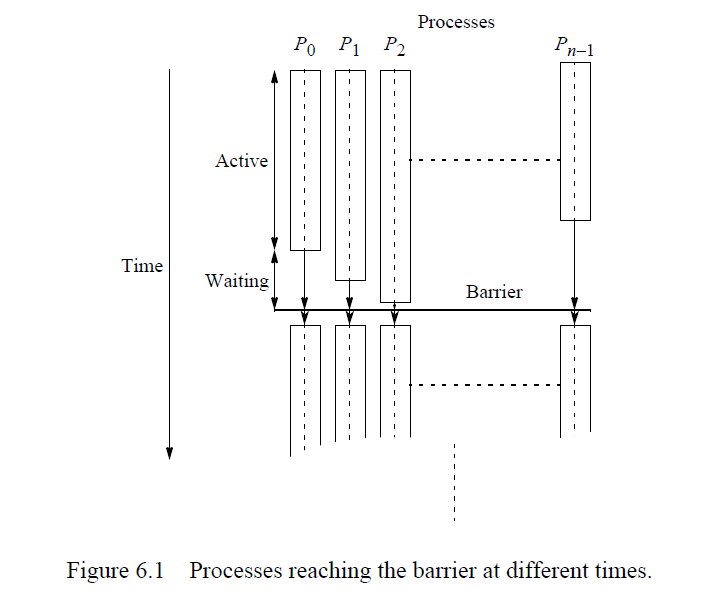 Processes
P0 P1 P2 Pn–1
Active
Time
Waiting
Barrier
Figure 6.1 Processes reaching the barrier at different times.